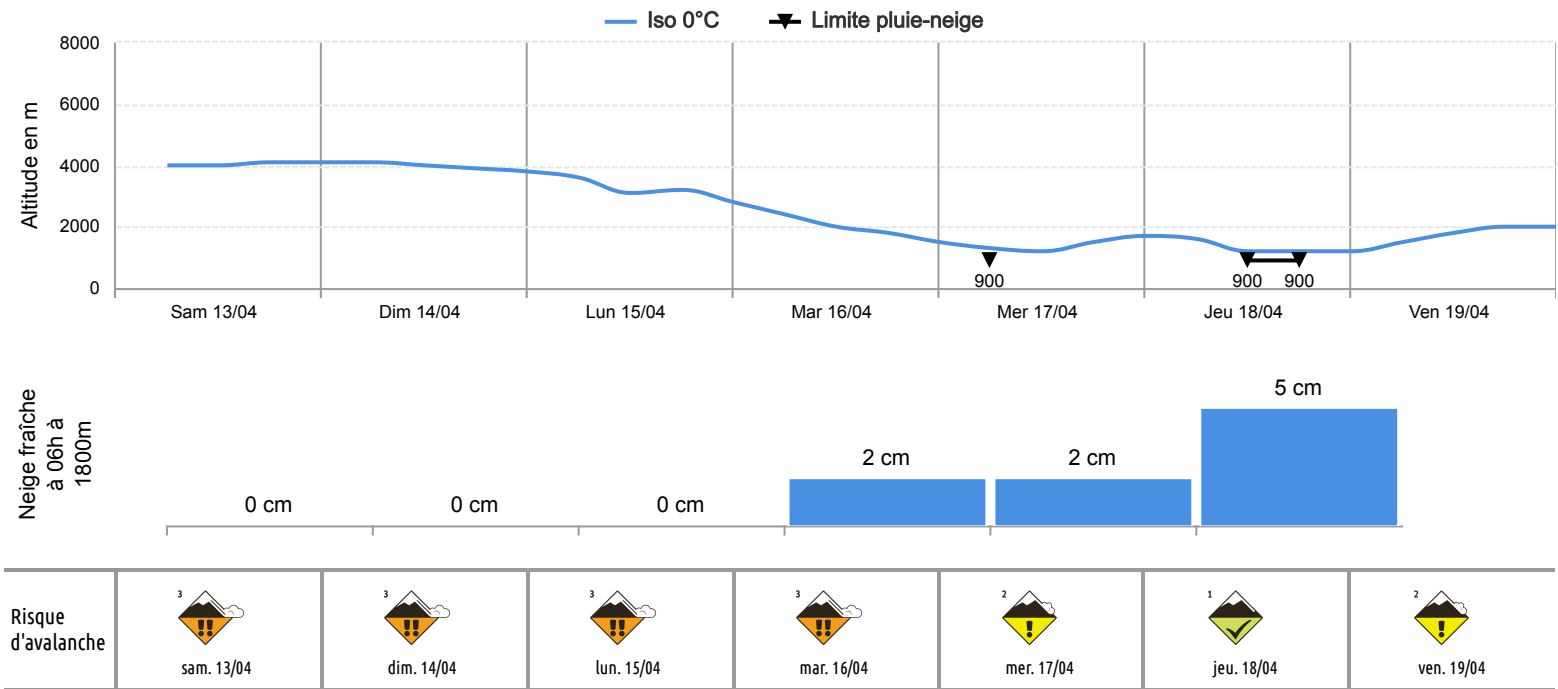 Iso 0°C Limite pluie-neige
Altitude en m
8000
6000
4000
2000
0
900 900 900
Sam 13/04 Dim 14/04 Lun 15/04 Mar 16/04 Mer 17/04 Jeu 18/04 Ven 19/04
Neige fraîche
à 06h à
1800m
0 cm 0 cm 0 cm 2 cm 2 cm 5 cm
Risque
d'avalanche
3 3 3 3 2 1 2
!! !! !! !! ! !
sam. 13/04 dim. 14/04 lun. 15/04 mar. 16/04 mer. 17/04 jeu. 18/04 ven. 19/04